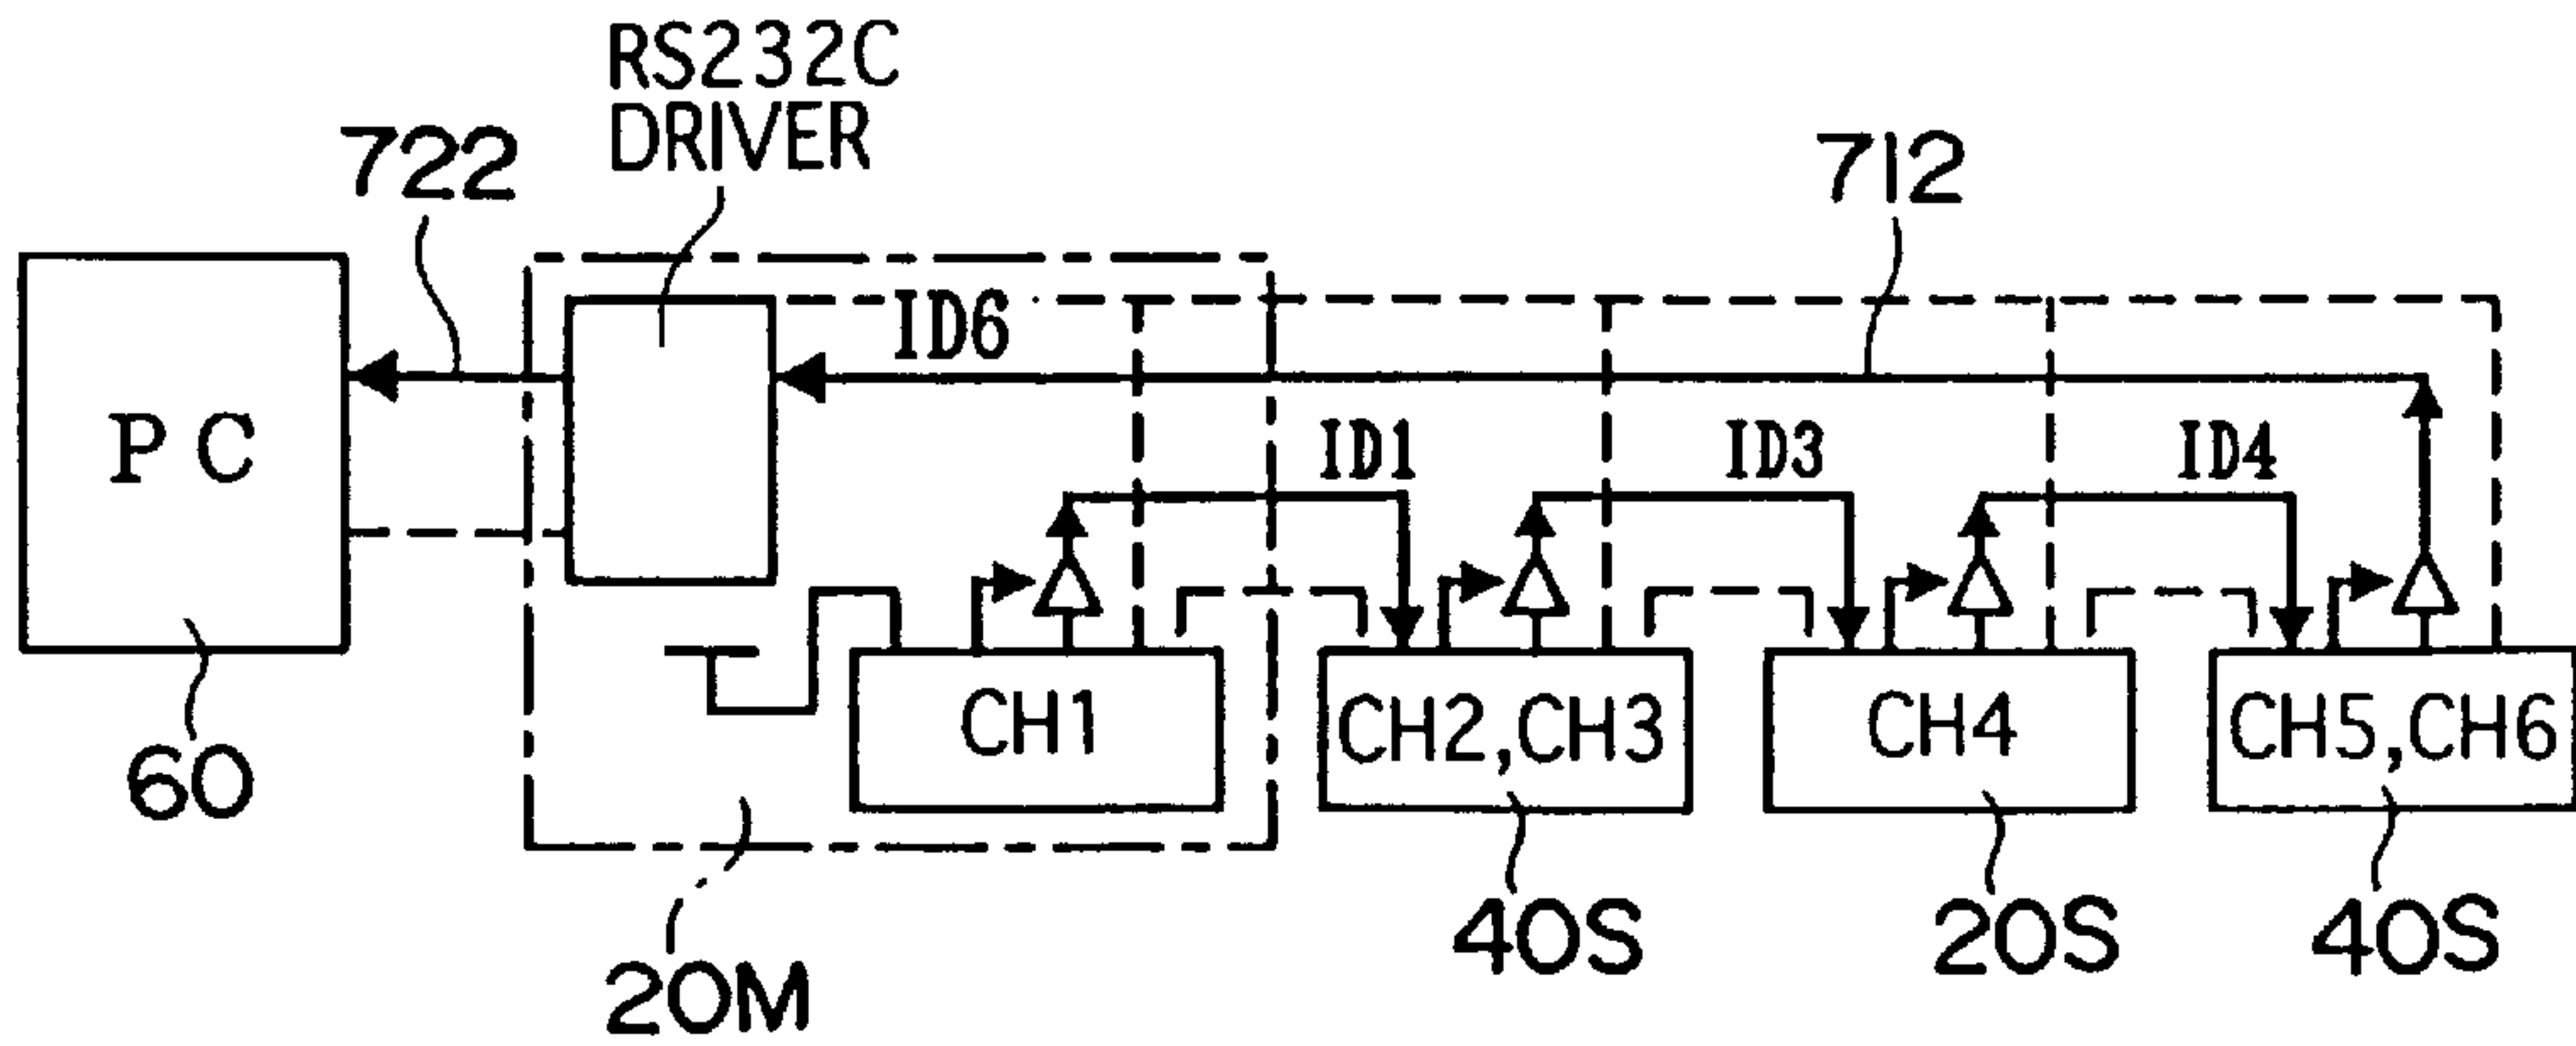 RS232C
DRIVER
722
712
ID6
PC
ID1
ID3
ID4
CH1
CH2,CH3
CH4
CH5,CH6
60
20M
40S
20S
40S